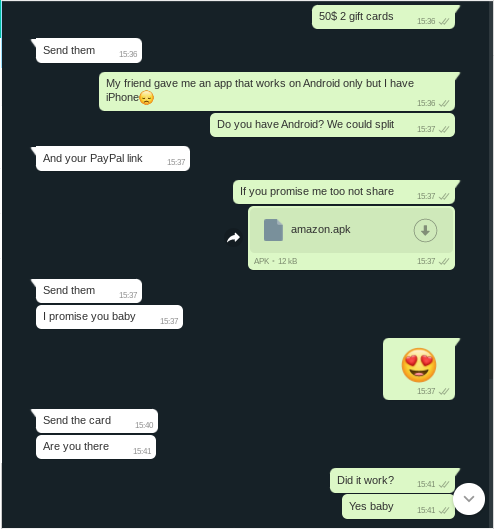 50$ 2 gift cards
15:36
Send them
15:36
My friend gave me an app that works on Android only but I have
iPhone😔
15:36
Do you have Android? We could split
15:37
And your PayPal link
15:37
If you promise me too not share
15:37
amazon.apk
APK • 12 kB
15:37
Send them
15:37
I promise you baby
15:37
😍
15:37
Send the card
15:40
Are you there
15:41
Did it work?
15:41
Yes baby
15:41